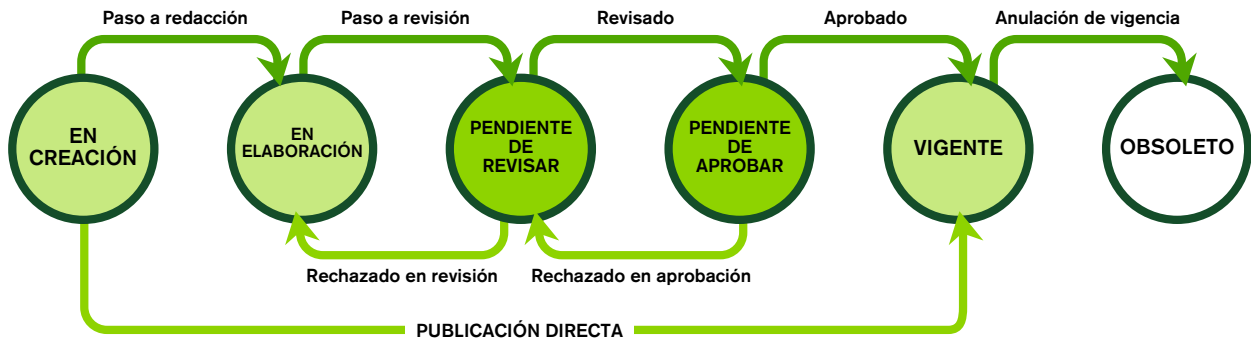 Paso a redacción
Paso a revisión
Revisado
Aprobado
Anulación de vigencia
EN
CREACIÓN
EN
ELABORACIÓN
PENDIENTE
DE
REVISAR
PENDIENTE
DE
APROBAR
VIGENTE
OBSOLETO
Rechazado en revisión
Rechazado en aprobación
PUBLICACIÓN DIRECTA